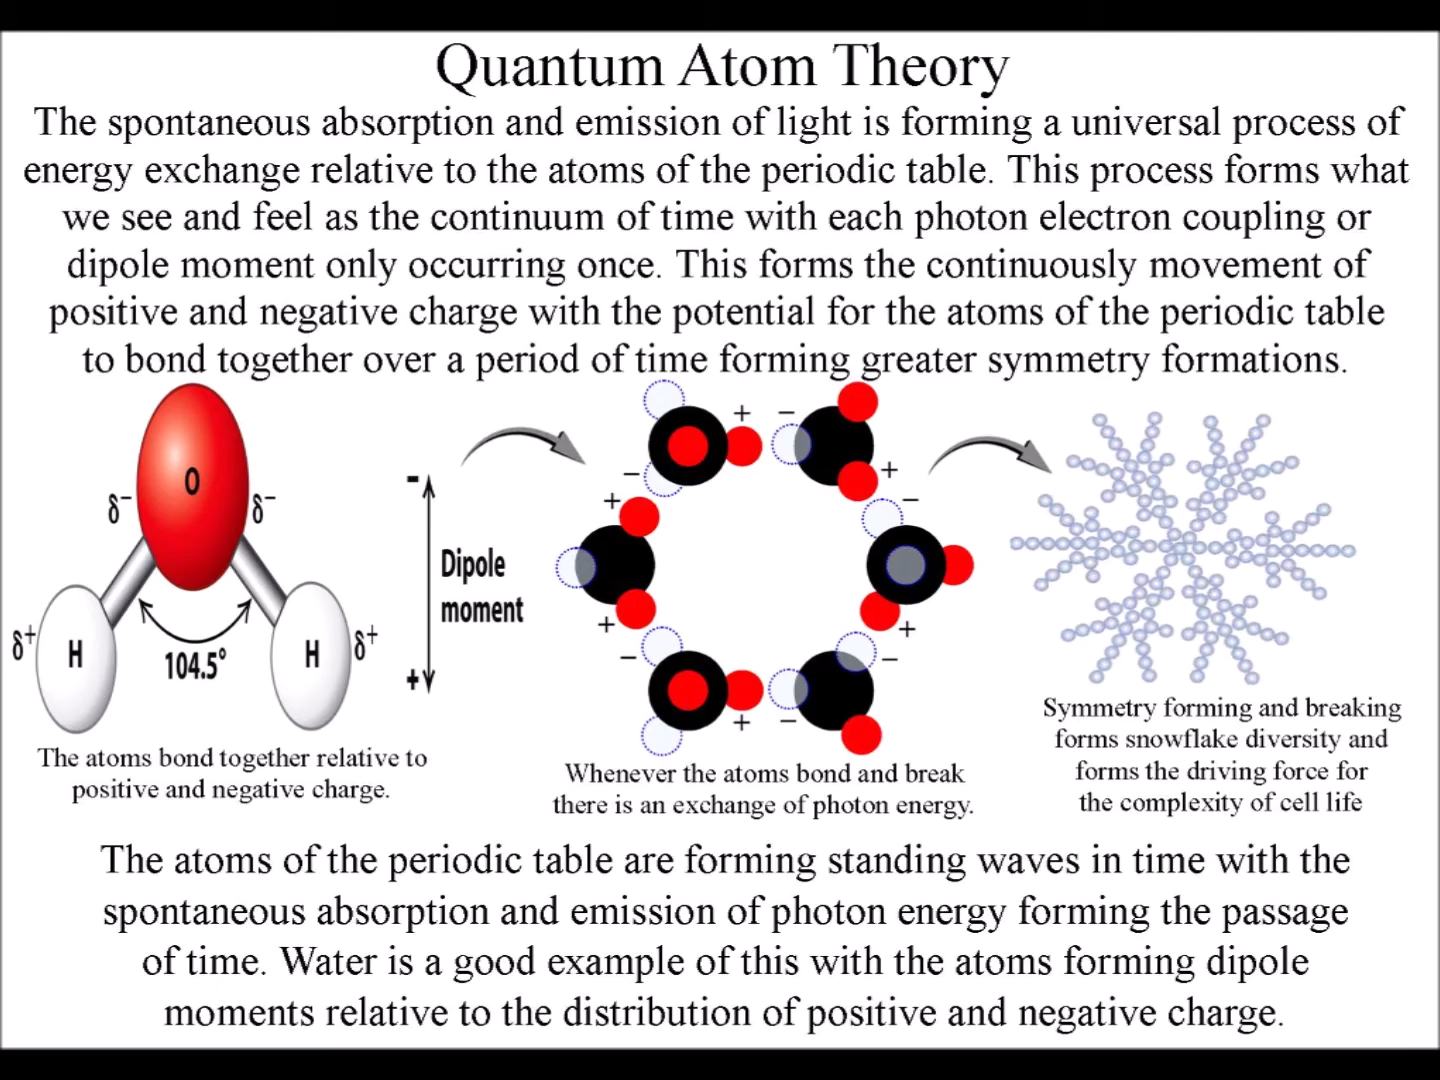 Quantum Atom Theory
The spontaneous absorption and emission of light is forming a universal process of
energy exchange relative to the atoms of the periodic table. This process forms what
we see and feel as the continuum of time with each photon electron coupling or
dipole moment only occurring once. This forms the continuously movement of
positive and negative charge with the potential for the atoms of the periodic table
to bond together over a period of time forming greater symmetry formations.
O
δ−
δ−
H
δ+
H
δ+
104.5°
-
Dipole
moment
+
+
−
−
+
+
−
+
−
+
−
+
−
The atoms bond together relative to
positive and negative charge.
Whenever the atoms bond and break
there is an exchange of photon energy.
Symmetry forming and breaking
forms snowflake diversity and
forms the driving force for
the complexity of cell life
The atoms of the periodic table are forming standing waves in time with the
spontaneous absorption and emission of photon energy forming the passage
of time. Water is a good example of this with the atoms forming dipole
moments relative to the distribution of positive and negative charge.